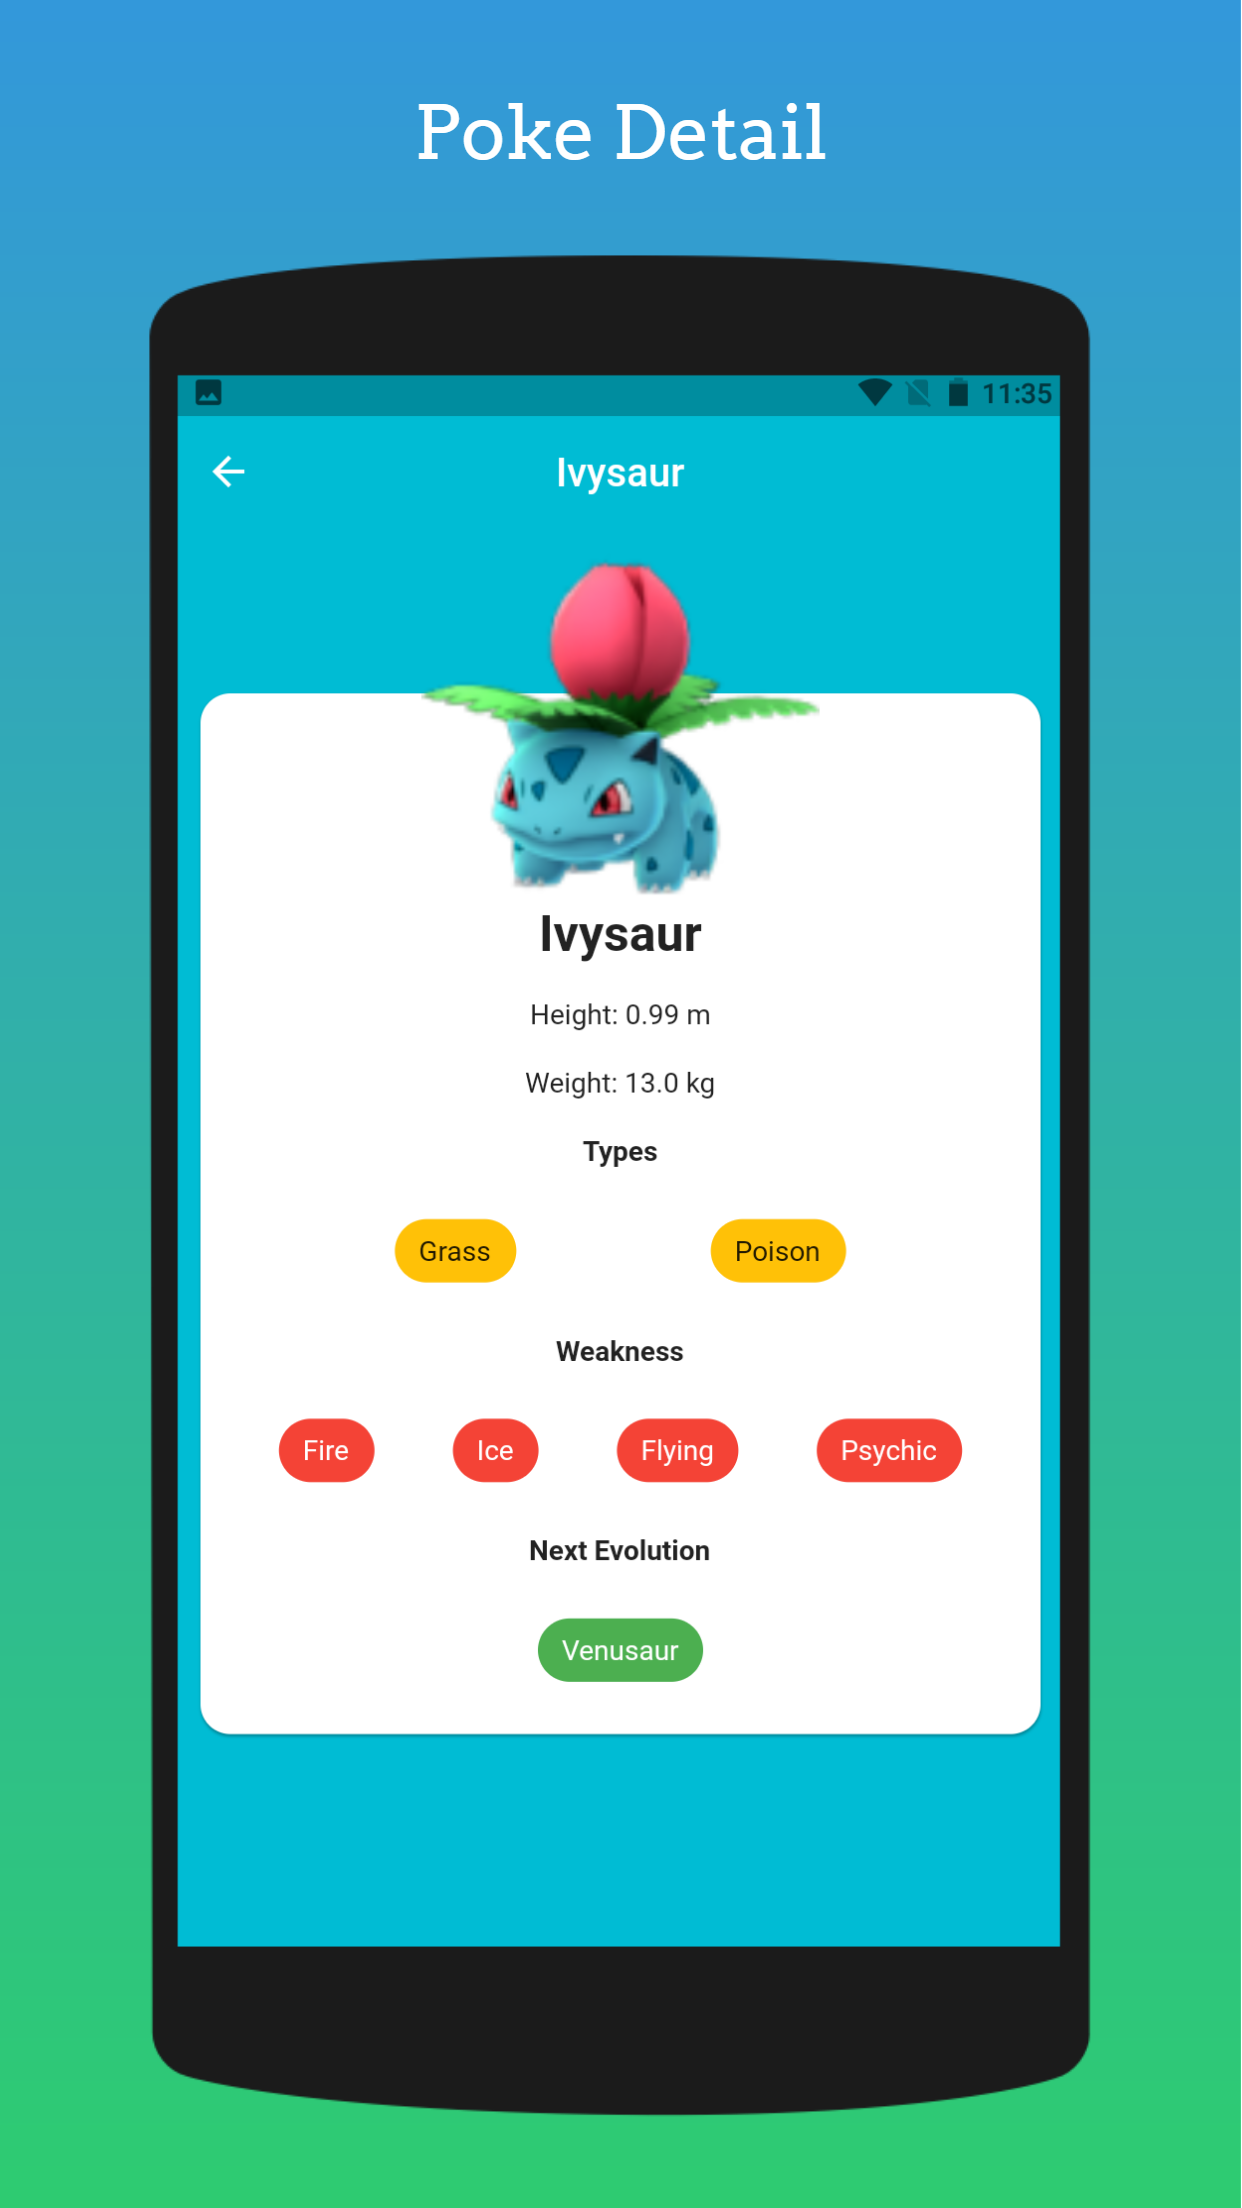 Poke Detail
11:35
Ivysaur
Ivysaur
Height: 0.99 m
Weight: 13.0 kg
Types
Grass Poison
Weakness
Fire Ice Flying Psychic
Next Evolution
Venusaur